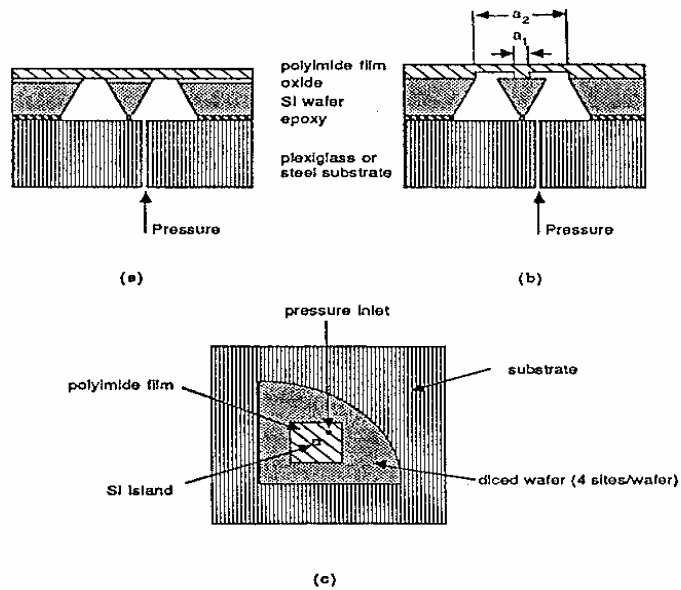 a₂
a₁
polyimide film
oxide
Si wafer
epoxy
plexiglass or
steel substrate
Pressure
Pressure
(a)
(b)
pressure inlet
polyimide film
substrate
Si island
diced wafer (4 sites/wafer)
(c)